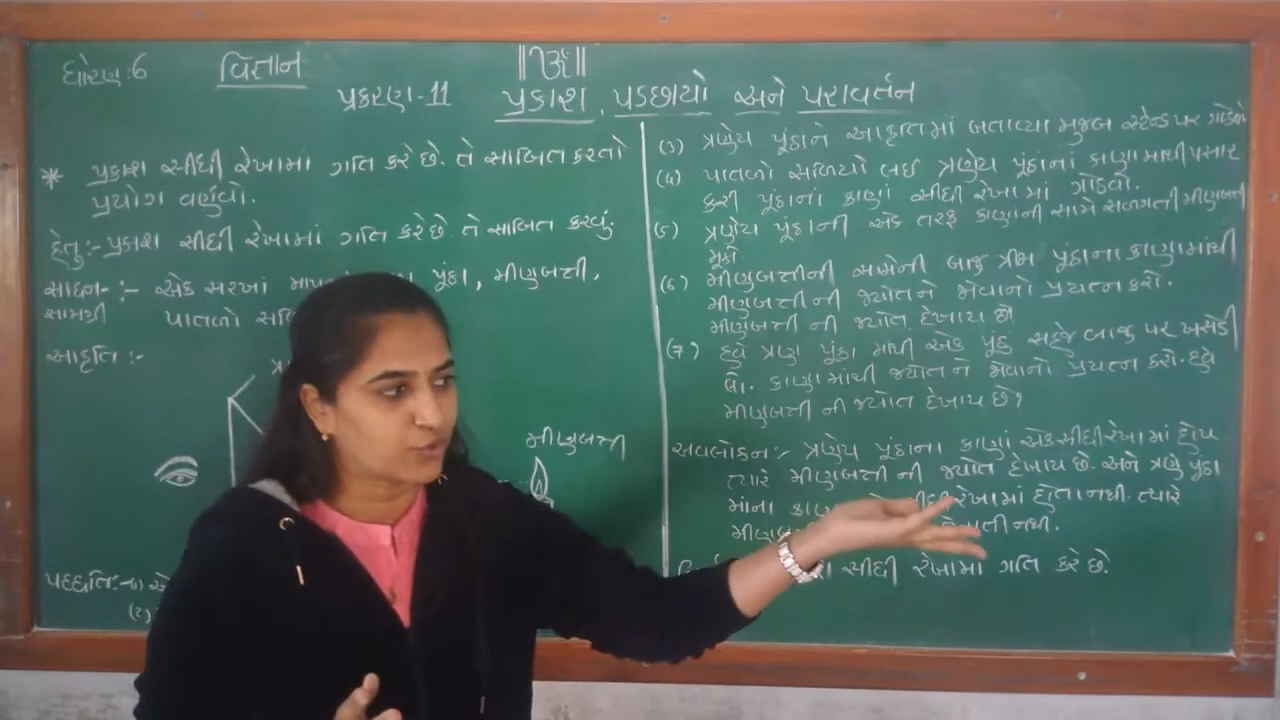 ધોરણ:6
વિજ્ઞાન
॥ૐ॥
પ્રકરણ-11 પ્રકાશ, પડછાયો અને પરાવર્તન
* પ્રકાશ સીધી રેખામાં ગતિ કરે છે. તે સાબિત કરતો
પ્રયોગ વર્ણવો.
હેતુ:- પ્રકાશ સીધી રેખામાં ગતિ કરે છે તે સાબિત કરવું.
સાધન- :- એક સરખાં પૂંઠા, મીણબત્તી,
સામગ્રી પાતળો
આકૃતિ :-
મીણબત્તી
પધ્ધતિ:-(1)
(2)
(3) ત્રણેય પૂંઠાને આકૃતિમાં બતાવ્યા મુજબ સ્ટેન્ડ પર ગોઠવો
(4) પાતળો સળિયો લઈ ત્રણેય પૂંઠાનાં કાણામાંથી પસાર
કરી પૂંઠાનાં કાણાં સીધી રેખામાં ગોઠવો.
(5) ત્રણેય પૂંઠાની એક તરફ કાણાની સામે સળગતી મીણબત્તી
મૂકો.
(6) મીણબત્તીની સામેની બાજુ ત્રીજા પૂંઠાના કાણામાંથી
મીણબત્તીની જ્યોતને જોવાનો પ્રયત્ન કરો.
મીણબત્તી ની જ્યોત દેખાય છે?
(7) હવે ત્રણ પૂંઠા માંથી એક પૂંઠું સહેજ બાજુ પર ખસેડી
લો. કાણામાંથી જ્યોત ને જોવાનો પ્રયત્ન કરો. હવે
મીણબત્તી ની જ્યોત દેખાય છે?
અવલોકન:- ત્રણેય પૂંઠાના કાણાં એક સીધી રેખામાં હોય
ત્યારે મીણબત્તી ની જ્યોત દેખાય છે. અને ત્રણે પૂંઠા
માંના રેખામાં હોતા નથી. ત્યારે
નથી.
સીધી રેખામાં ગતિ કરે છે.